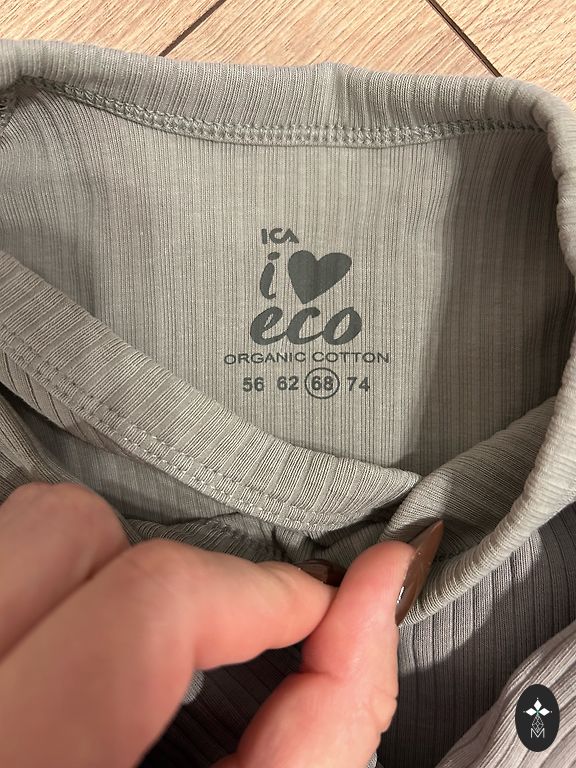 ICA
i
eco
ORGANIC COTTON
56 62 68 74
M